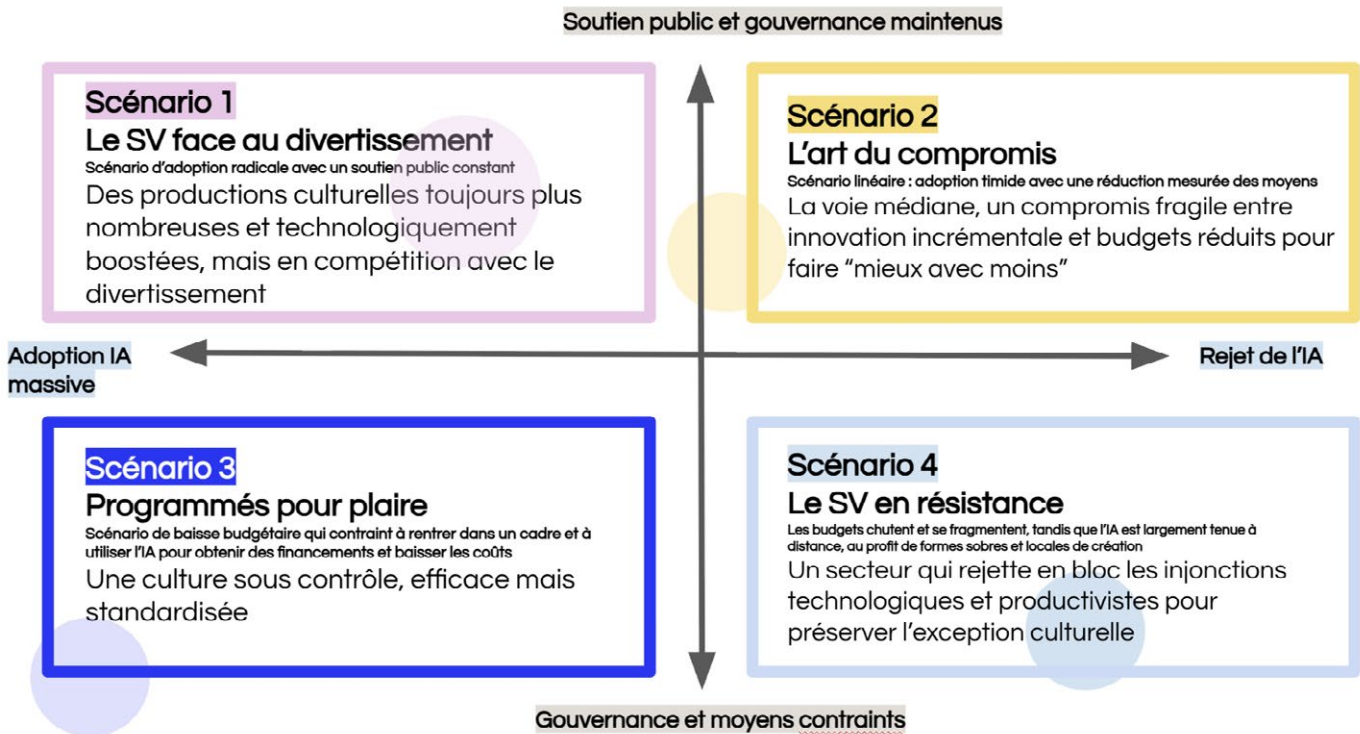 Soutien public et gouvernance maintenus
Scénario 1
Le SV face au divertissement
Scénario d'adoption radicale avec un soutien public constant
Des productions culturelles toujours plus
nombreuses et technologiquement
boostées, mais en compétition avec le
divertissement
Scénario 2
L'art du compromis
Scénario linéaire : adoption timide avec une réduction mesurée des moyens
La voie médiane, un compromis fragile entre
innovation incrémentale et budgets réduits pour
faire “mieux avec moins”
Adoption IA
massive
Rejet de l'IA
Scénario 3
Programmés pour plaire
Scénario de baisse budgétaire qui contraint à rentrer dans un cadre et à
utiliser l'IA pour obtenir des financements et baisser les coûts
Une culture sous contrôle, efficace mais
standardisée
Scénario 4
Le SV en résistance
Les budgets chutent et se fragmentent, tandis que l'IA est largement tenue à
distance, au profit de formes sobres et locales de création
Un secteur qui rejette en bloc les injonctions
technologiques et productivistes pour
préserver l'exception culturelle
Gouvernance et moyens contraints